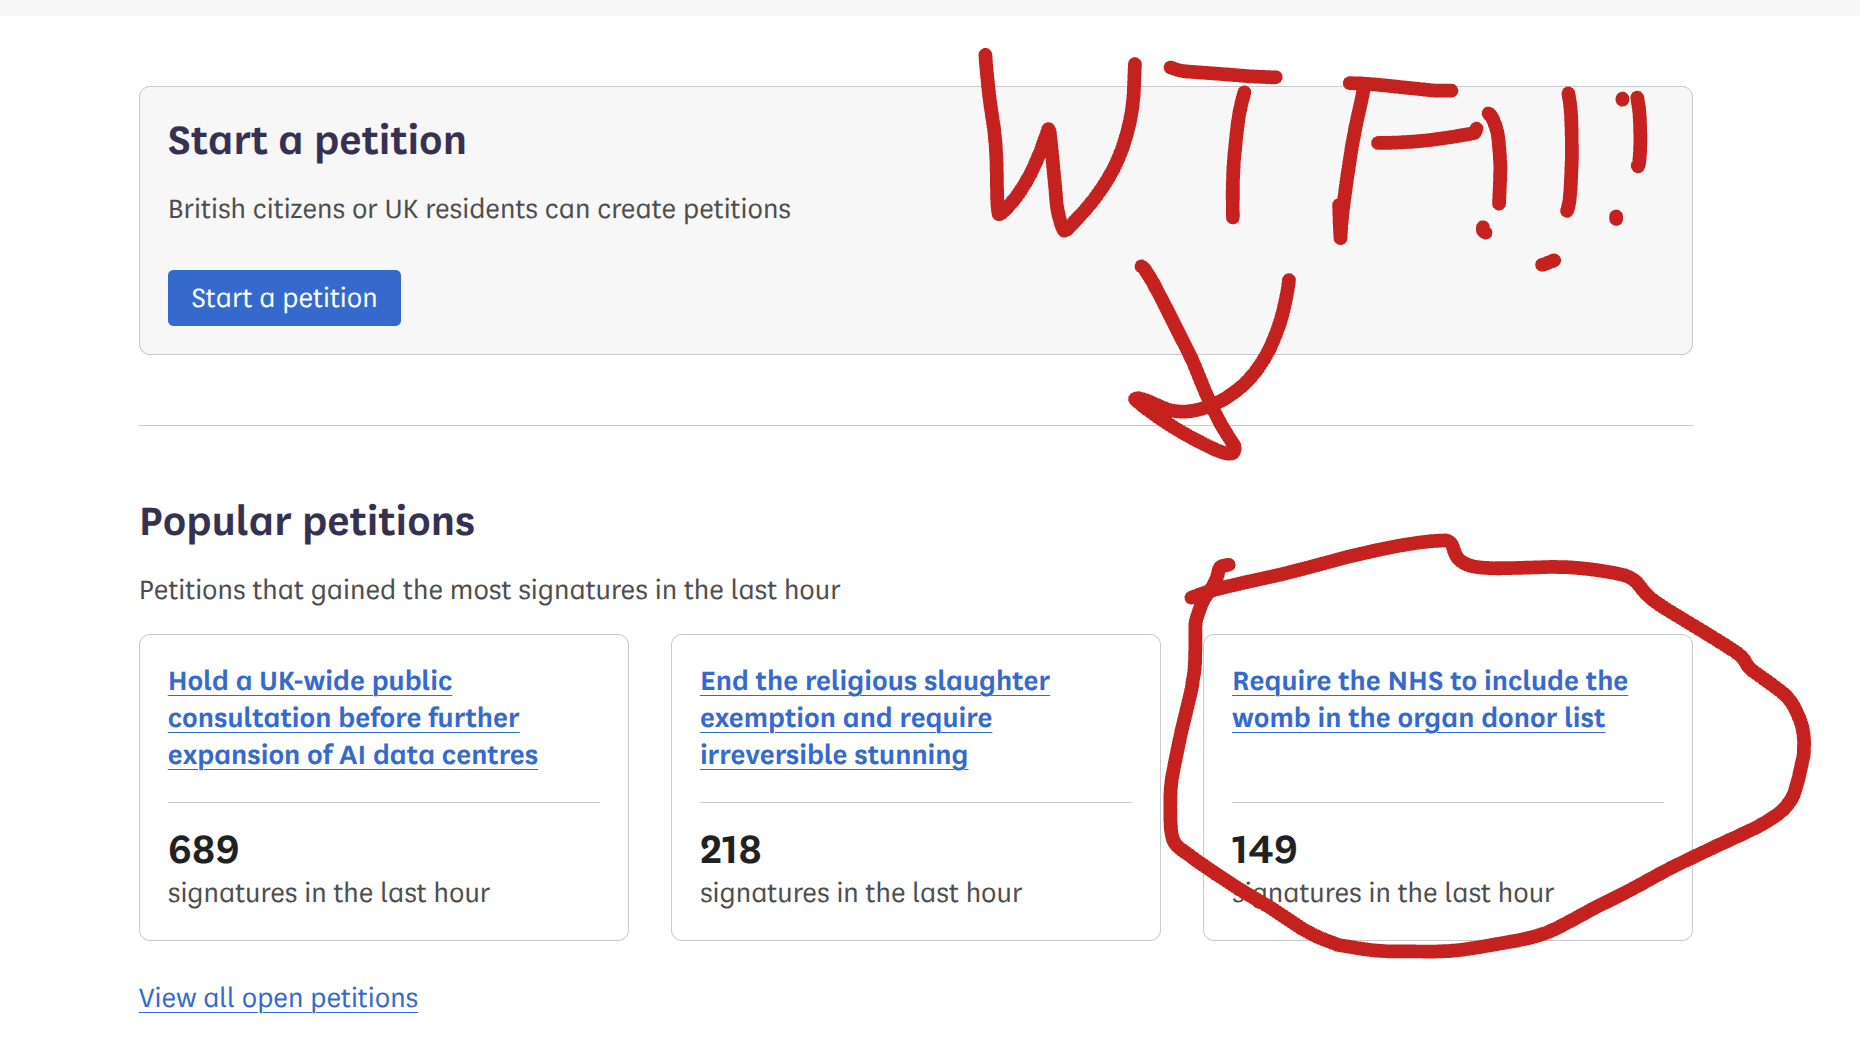 WTF!!!
Start a petition
British citizens or UK residents can create petitions
Start a petition
Popular petitions
Petitions that gained the most signatures in the last hour
Hold a UK-wide public
consultation before further
expansion of AI data centres
689
signatures in the last hour
End the religious slaughter
exemption and require
irreversible stunning
218
signatures in the last hour
Require the NHS to include the
womb in the organ donor list
149
signatures in the last hour
View all open petitions